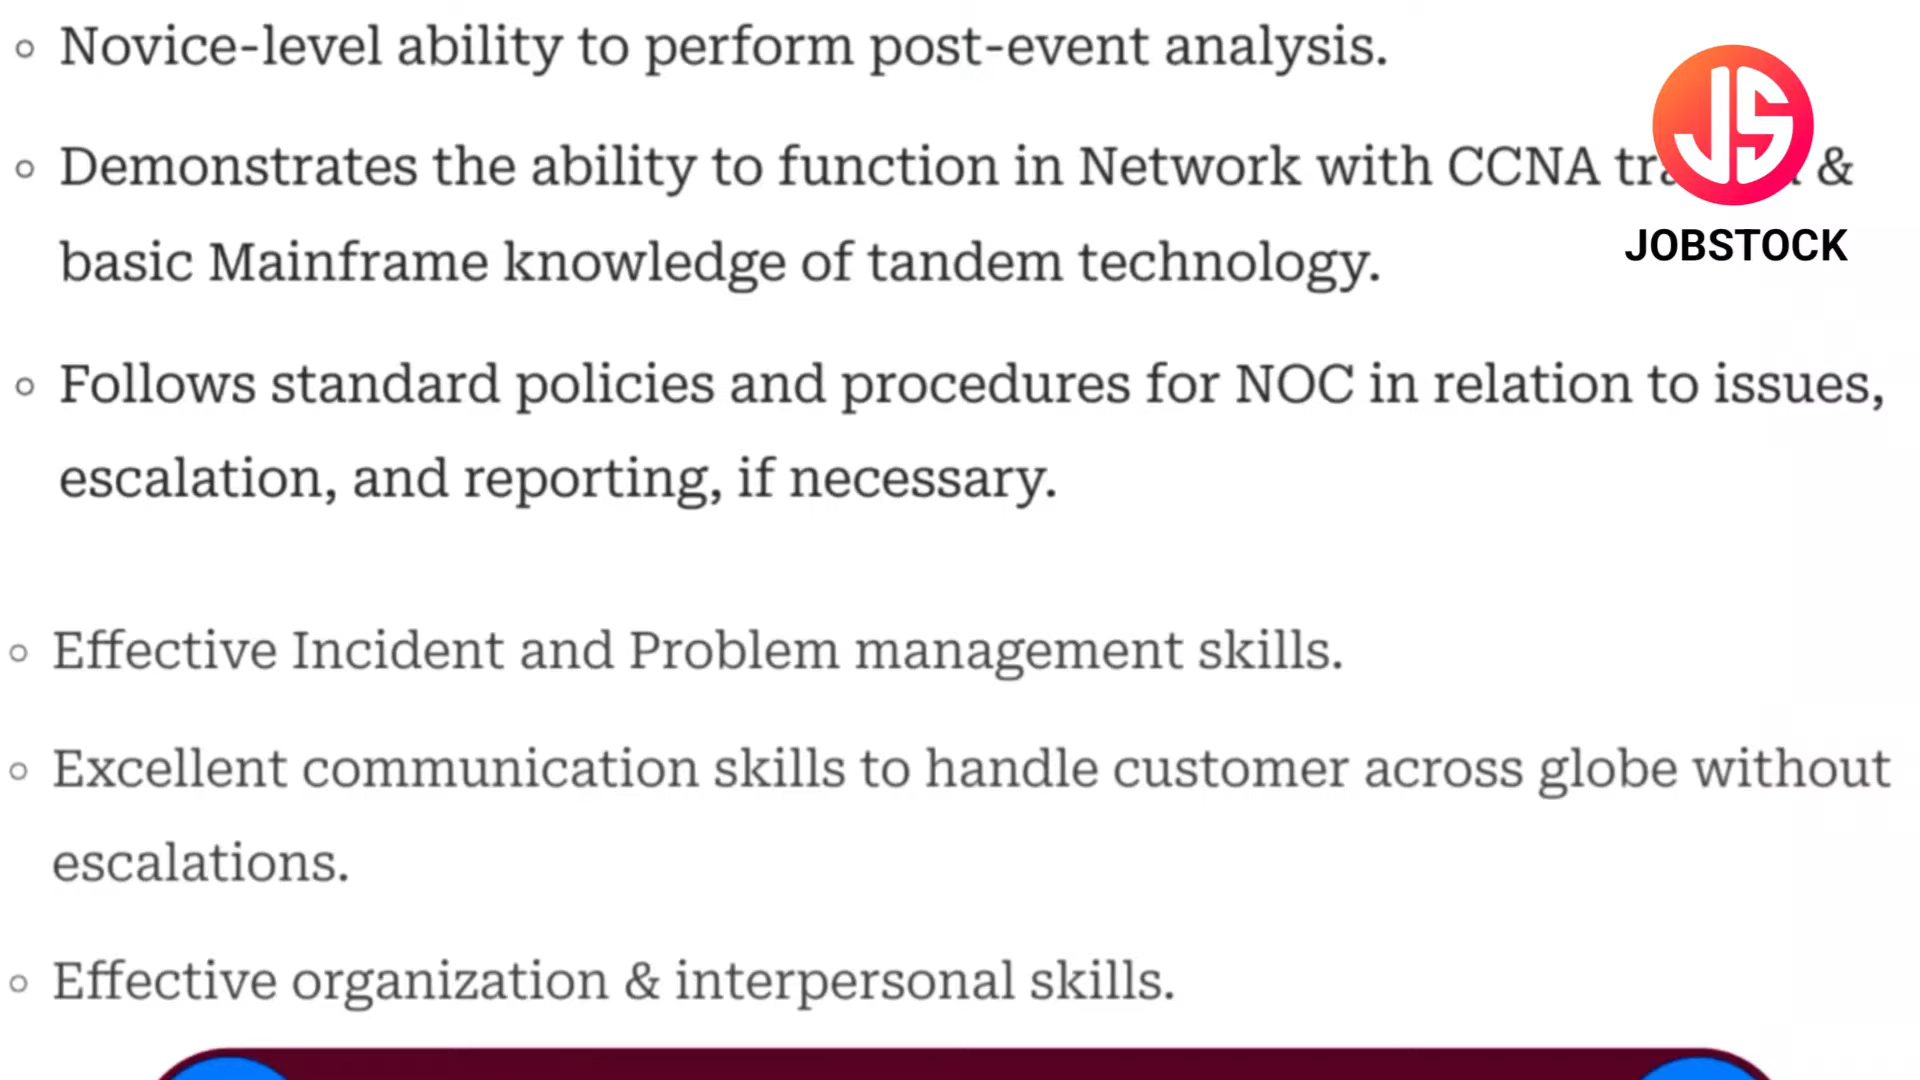 Novice-level ability to perform post-event analysis.
Demonstrates the ability to function in Network with CCNA &
basic Mainframe knowledge of tandem technology.
Follows standard policies and procedures for NOC in relation to issues,
escalation, and reporting, if necessary.
Effective Incident and Problem management skills.
Excellent communication skills to handle customer across globe without
escalations.
Effective organization & interpersonal skills.
JS
JOBSTOCK